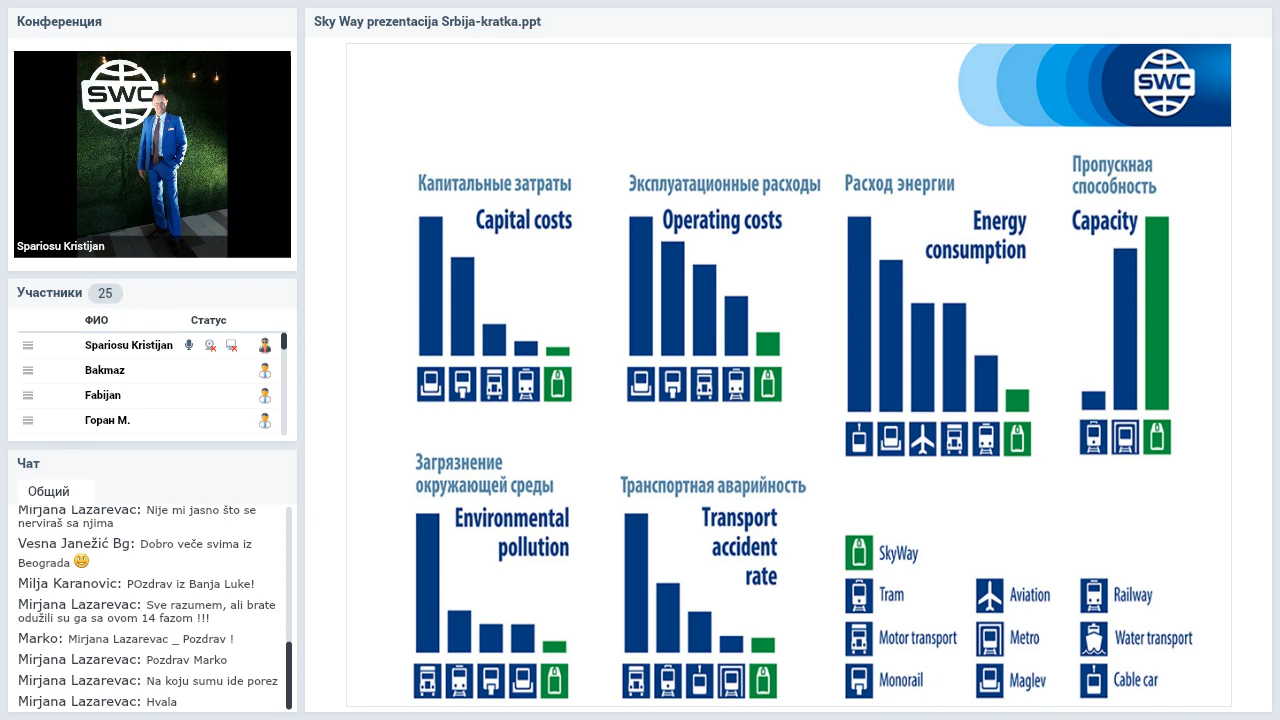 Конференция
SWC
Spariosu Kristijan
Участники 25
ФИО Статус
Spariosu Kristijan
Bakmaz
Fabijan
Горан М.
Чат
Общий
Mirjana Lazarevac: Nije mi jasno što se
nerviraš sa njima
Vesna Janežić Bg: Dobro veče svima iz
Beograda
Milja Karanovic: POzdrav iz Banja Luke!
Mirjana Lazarevac: Sve razumem, ali brate
odužili su ga sa ovom 14 fazom !!!
Marko: Mirjana Lazarevac _ Pozdrav !
Mirjana Lazarevac: Pozdrav Marko
Mirjana Lazarevac: Na koju sumu ide porez
Mirjana Lazarevac: Hvala
Sky Way prezentacija Srbija-kratka.ppt
SWC
Капитальные затраты
Capital costs
Эксплуатационные расходы
Operating costs
Расход энергии
Energy
consumption
Пропускная
способность
Capacity
Загрязнение
окружающей среды
Environmental
pollution
Транспортная аварийность
Transport
accident
rate
SkyWay
Tram
Aviation
Railway
Motor transport
Metro
Water transport
Monorail
Maglev
Cable car